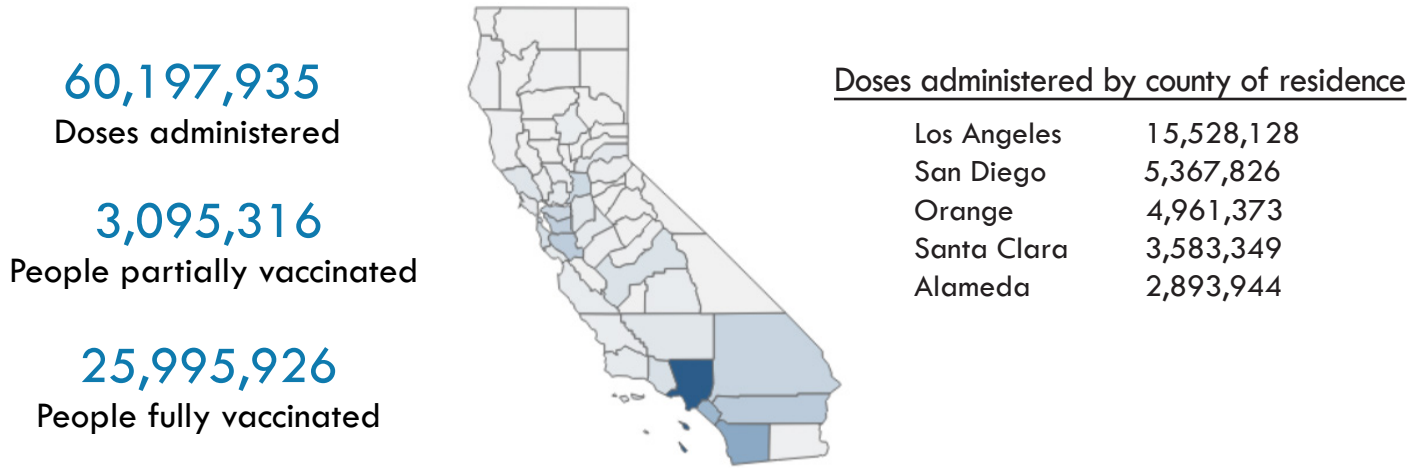 60,197,935
Doses administered
3,095,316
People partially vaccinated
25,995,926
People fully vaccinated
Doses administered by county of residence
Los Angeles 15,528,128
San Diego 5,367,826
Orange 4,961,373
Santa Clara 3,583,349
Alameda 2,893,944